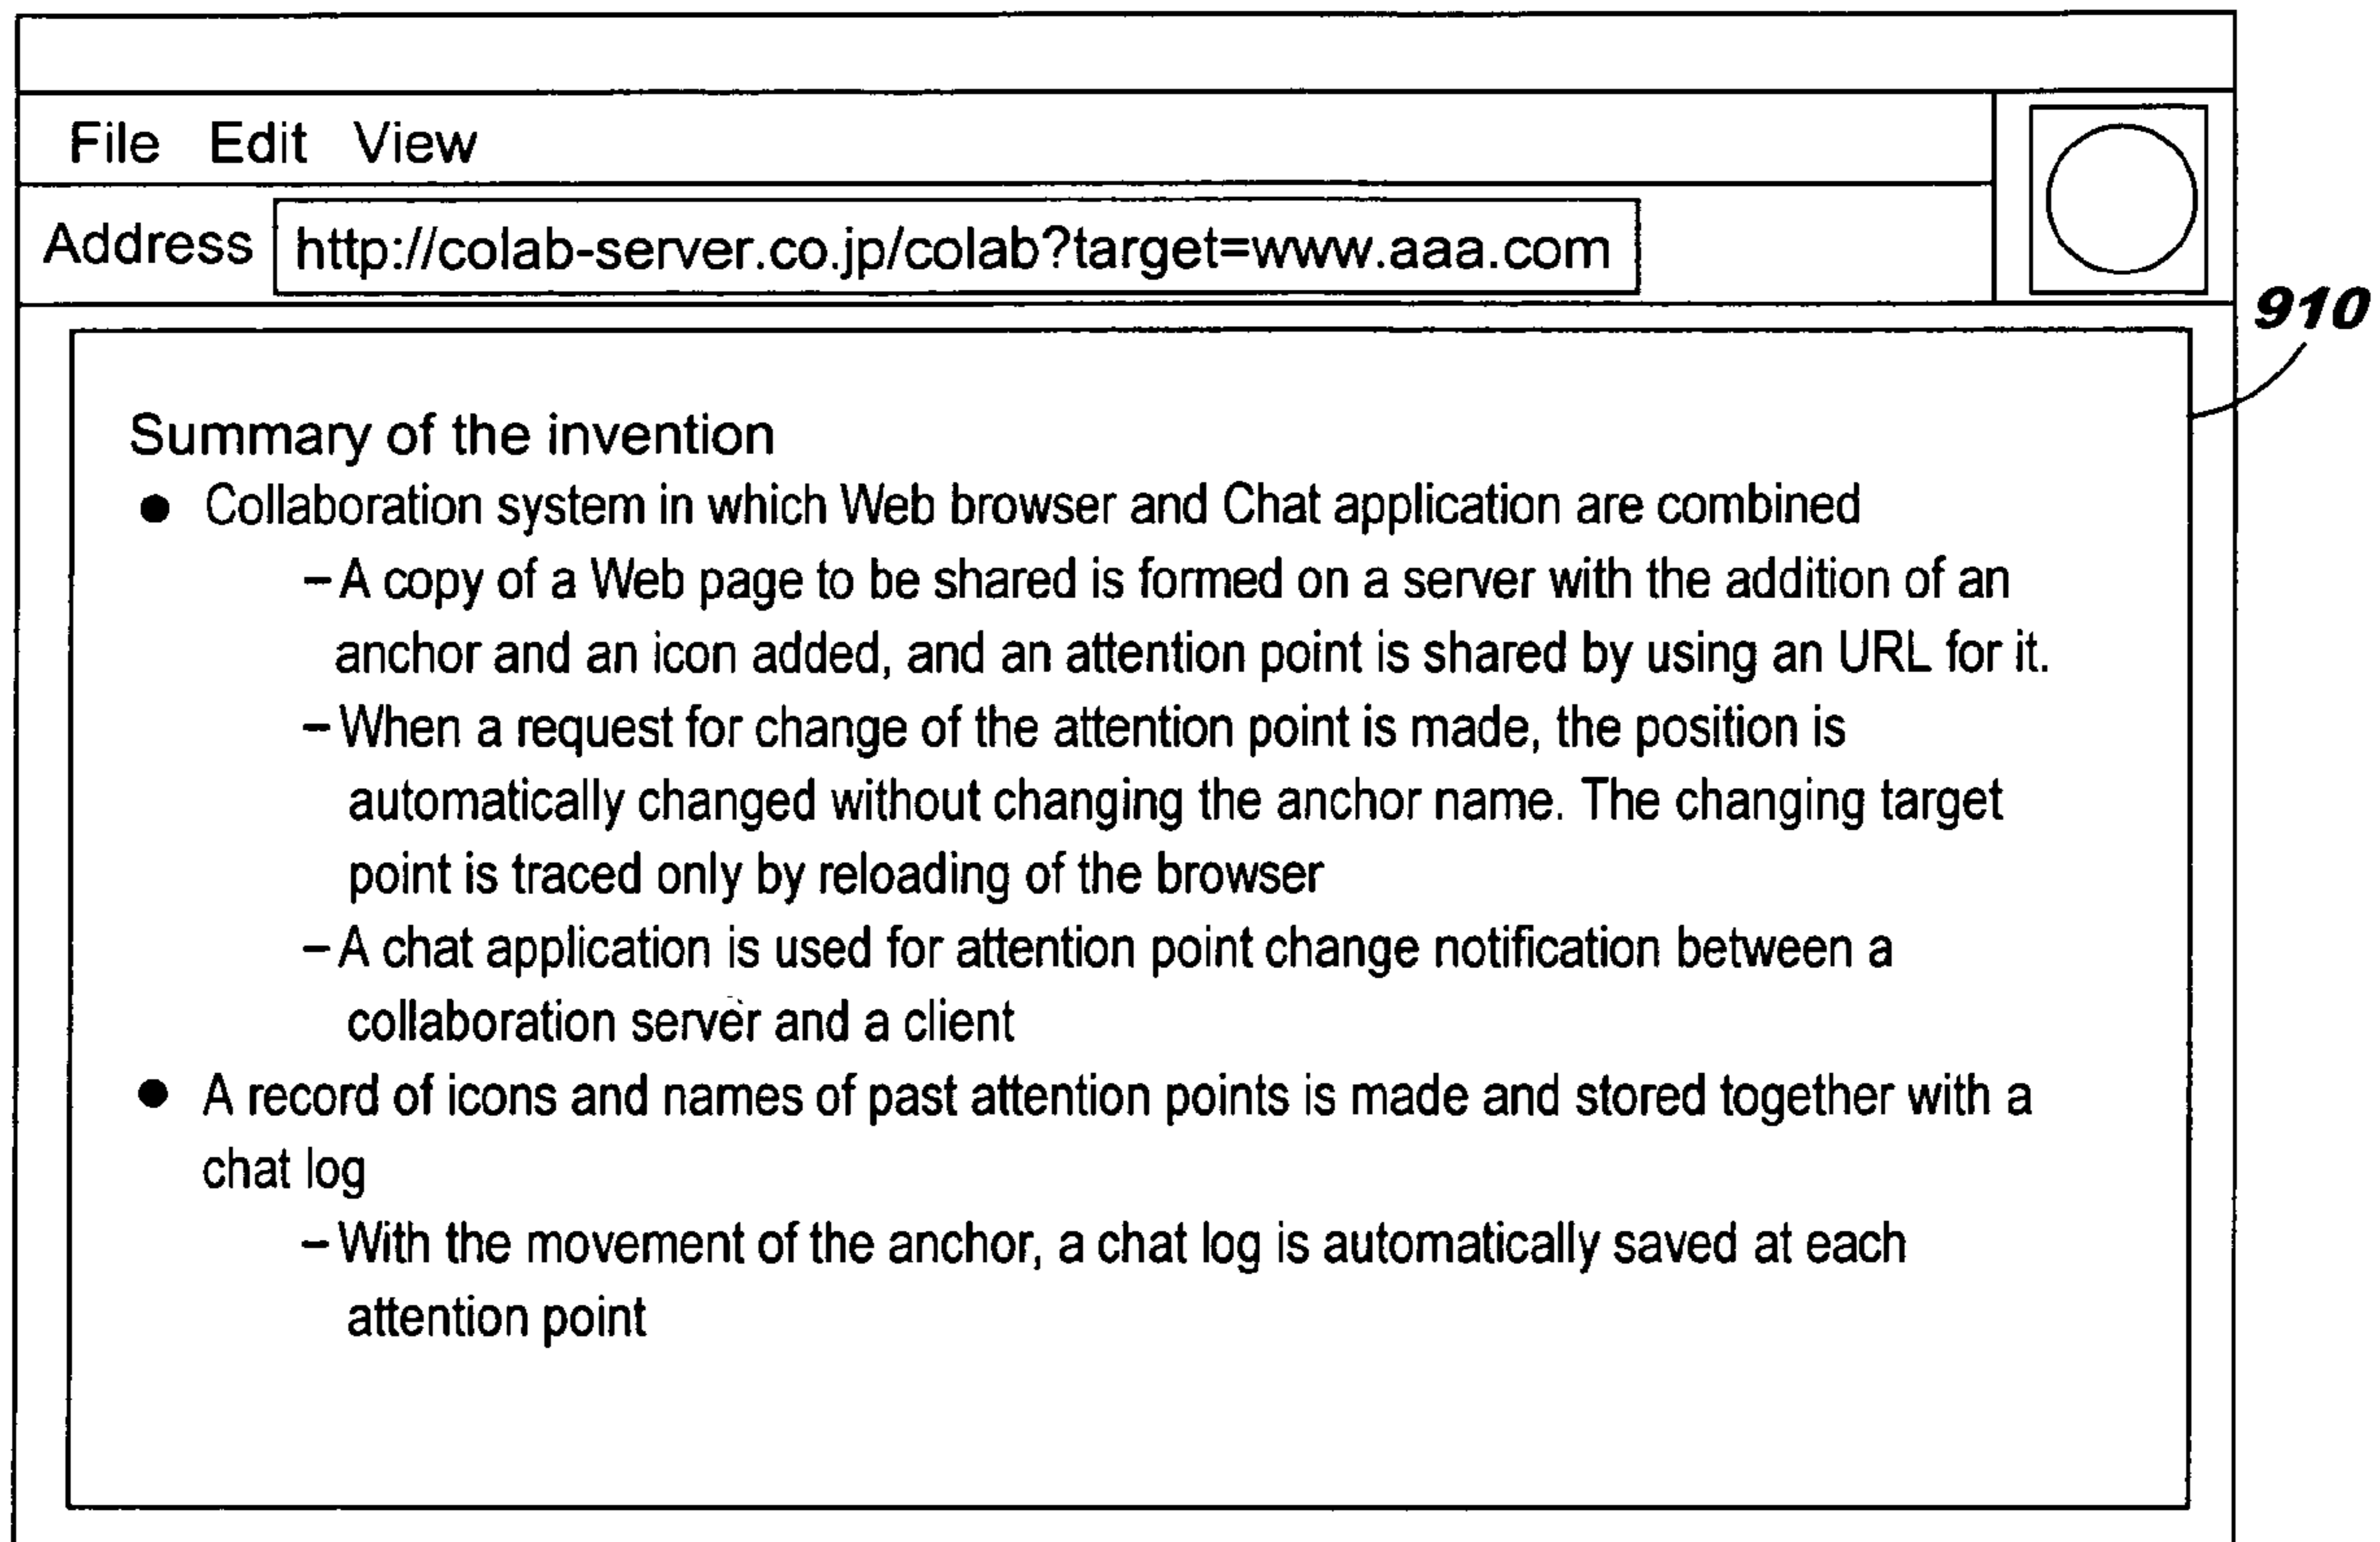 File Edit View
Address http://colab-server.co.jp/colab?target=www.aaa.com
910
Summary of the invention
● Collaboration system in which Web browser and Chat application are combined
– A copy of a Web page to be shared is formed on a server with the addition of an
anchor and an icon added, and an attention point is shared by using an URL for it.
– When a request for change of the attention point is made, the position is
automatically changed without changing the anchor name. The changing target
point is traced only by reloading of the browser
– A chat application is used for attention point change notification between a
collaboration server and a client
● A record of icons and names of past attention points is made and stored together with a
chat log
– With the movement of the anchor, a chat log is automatically saved at each
attention point